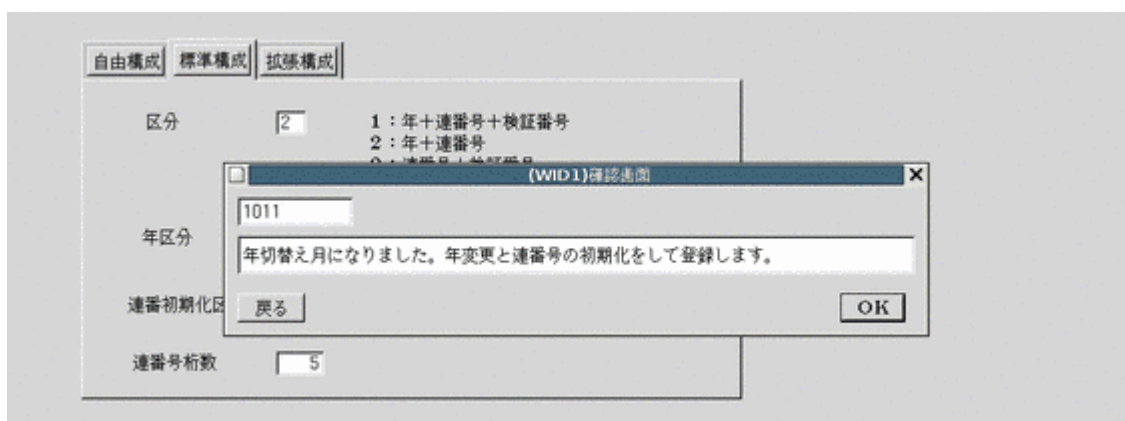 自由構成 標準構成 拡張構成
区分 2 1：年＋連番号＋検証番号
2：年＋連番号
(WID1)確認画面
1011
年区分
年切替え月になりました。年変更と連番号の初期化をして登録します。
連番初期化区
戻る OK
連番号桁数 5